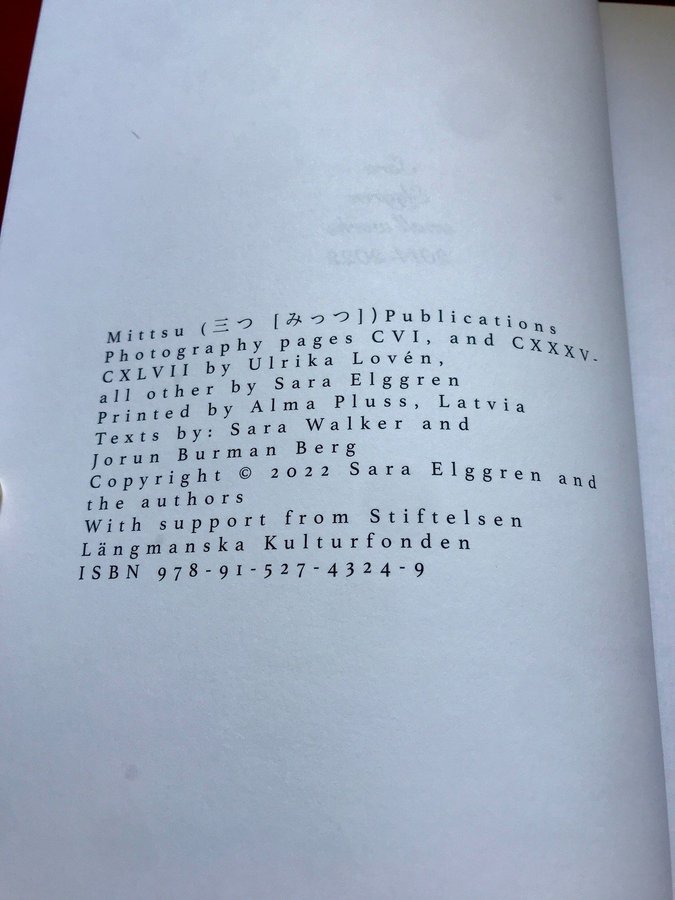 Mittsu (三つ [みっつ])Publications
Photography pages CVI, and CXXXV-
CXLVII by Ulrika Lovén,
all other by Sara Elggren
Printed by Alma Pluss, Latvia
Texts by: Sara Walker and
Jorun Burman Berg
Copyright © 2022 Sara Elggren and
the authors
With support from Stiftelsen
Längmanska Kulturfonden
ISBN 978-91-527-4324-9